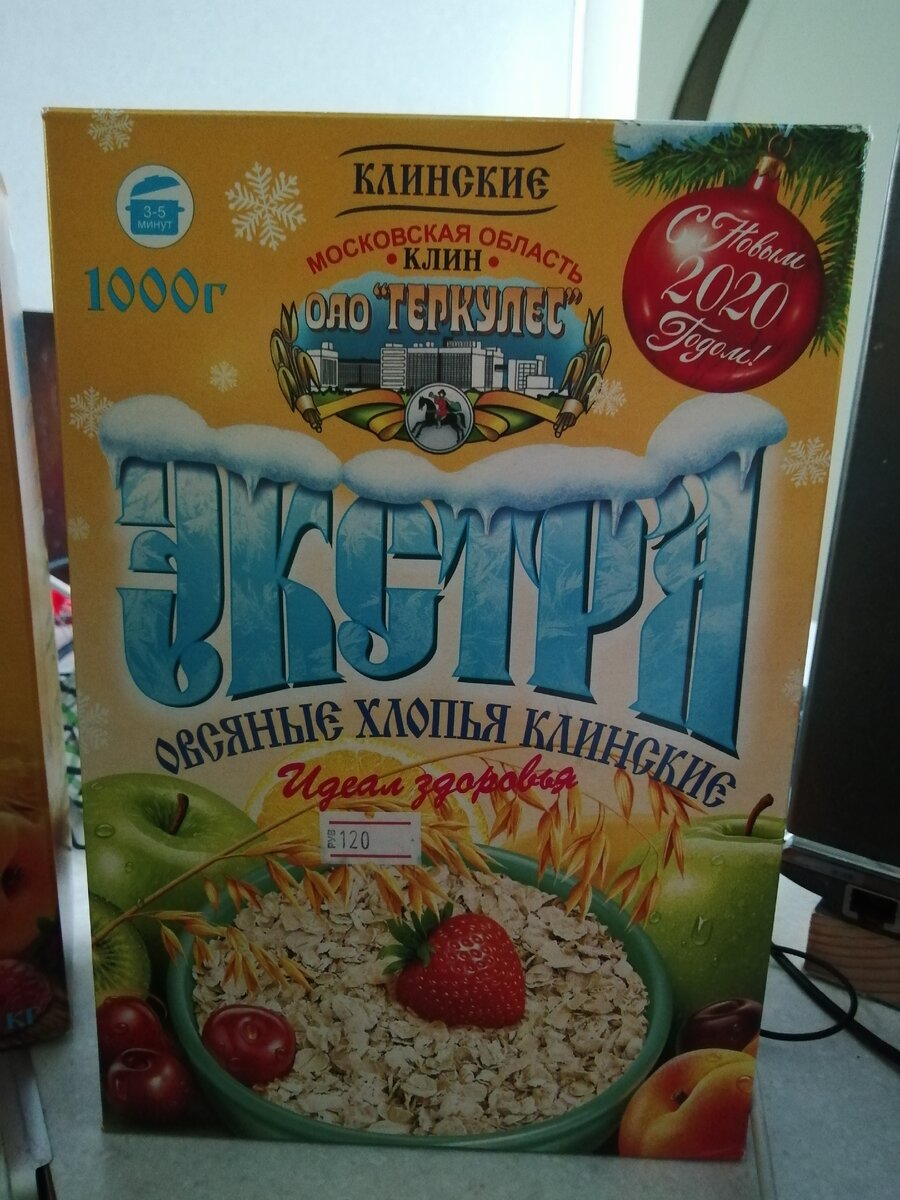 КЛИНСКИЕ
3-5
МИНУТ
1000г
МОСКОВСКАЯ ОБЛАСТЬ
• КЛИН •
ОАО "ГЕРКУЛЕС"
С Новым
2020
Годом!
ЭКСТРА
ОВСЯНЫЕ ХЛОПЬЯ КЛИНСКИЕ
Идеал здоровья
РУБ 120
КГ